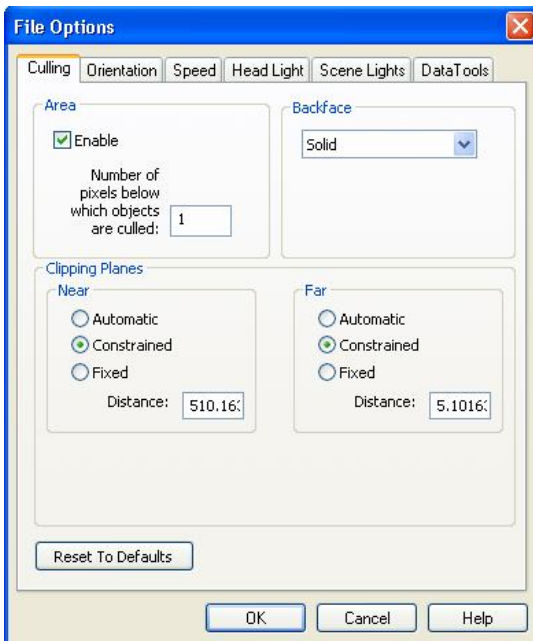 File Options
Culling Orientation Speed Head Light Scene Lights DataTools
Area
Enable
Number of
pixels below
which objects
are culled:
1
Backface
Solid
Clipping Planes
Near
Automatic
Constrained
Fixed
Distance: 510.16
Far
Automatic
Constrained
Fixed
Distance: 5.1016
Reset To Defaults
OK Cancel Help